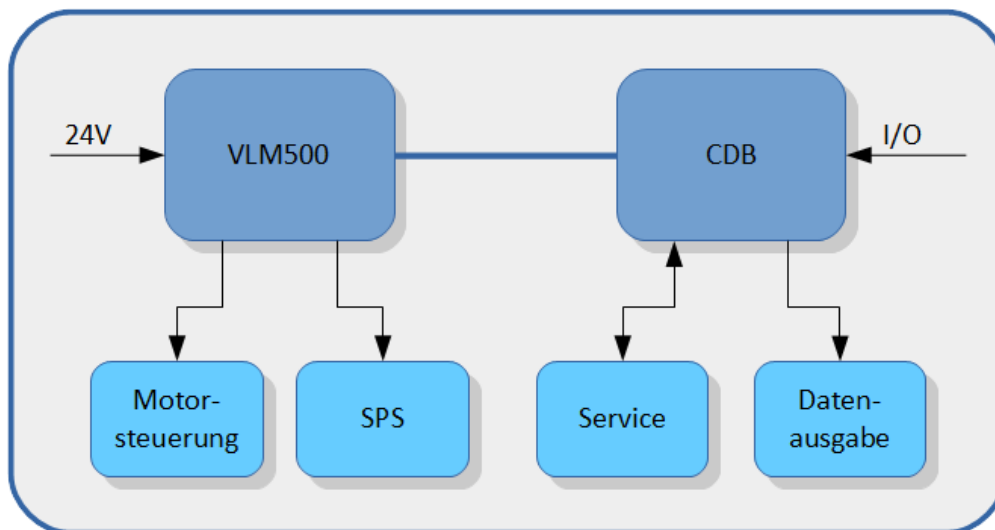 24V
VLM500
CDB
I/O
Motor-
steuerung
SPS
Service
Daten-
ausgabe